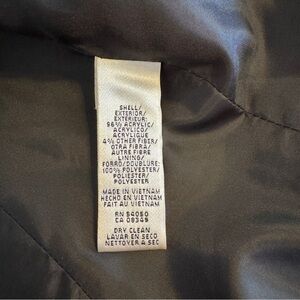 SHELL/
EXTERIOR/
EXTÉRIEUR:
96% ACRYLIC/
ACRÍLICO/
ACRYLIQUE
4% OTHER FIBER/
OTRA FIBRA/
AUTRE FIBRE
LINING/
FORRO/DOUBLURE:
100% POLYESTER/
POLIÉSTER/
POLYESTER
MADE IN VIETNAM
HECHO EN VIETNAM
FAIT AU VIETNAM
RN 54050
CA 08349
DRY CLEAN
LAVAR EN SECO
NETTOYER À SEC